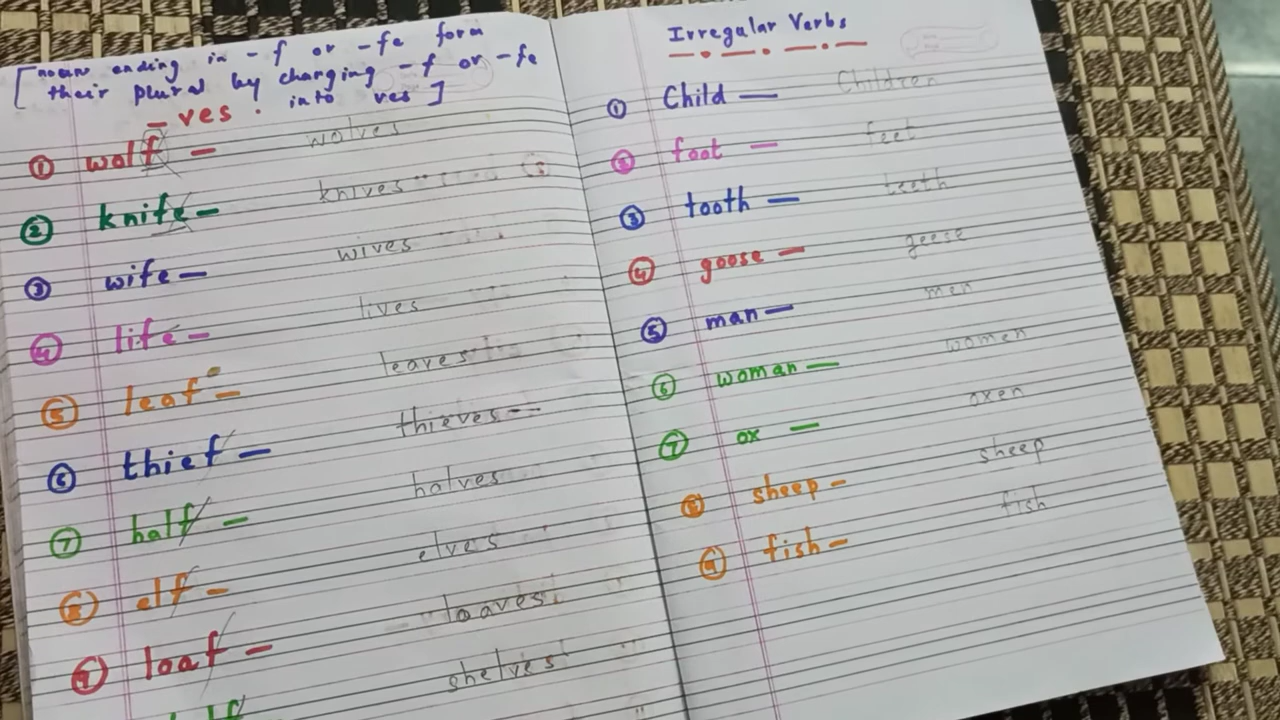 [noun ending in -f or -fe form
their plural by changing -f or -fe
into ves]
-ves.
① wolf - wolves
② knife - knives
③ wife - wives
④ life - lives
⑤ leaf - leaves
⑥ thief - thieves
⑦ half - halves
⑧ elf - elves
⑨ loaf - loaves
shelves
Irregular Verbs
① Child - Children
② foot - feet
③ tooth - teeth
④ goose - geese
⑤ man - men
⑥ woman - women
⑦ ox - oxen
⑧ sheep - sheep
⑨ fish - fish